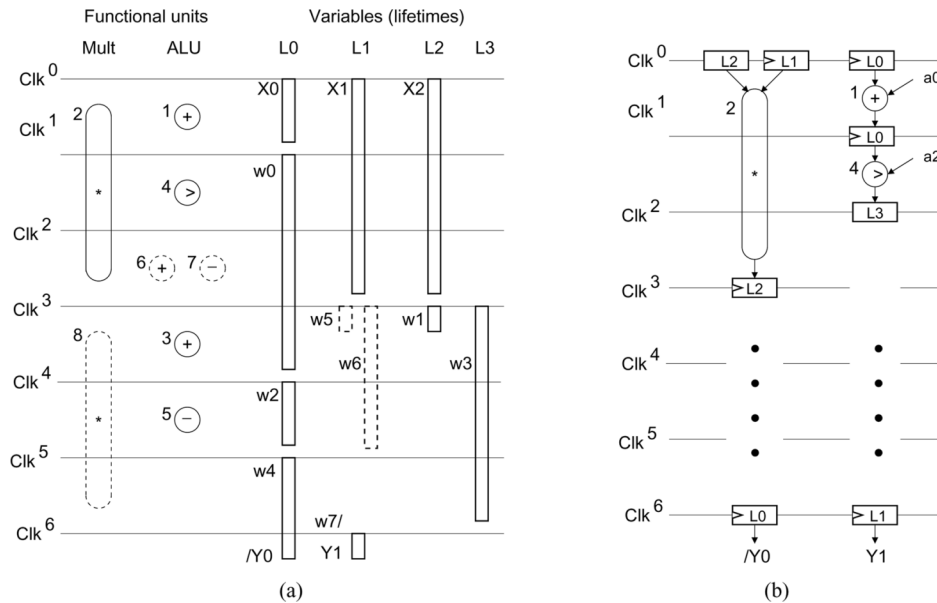 Functional units Variables (lifetimes)
Mult ALU L0 L1 L2 L3
Clk 0
X0 X1 X2
2 1 +
Clk 1
w0
* 4 >
Clk 2
6 + 7 −
Clk 3
w5 w1
8 3 +
w6 w3
Clk 4
w2
* 5 −
Clk 5
w4
Clk 6
w7/
/Y0 Y1
(a)
Clk 0 L2 L1 L0
a0
1 +
Clk 1 2
L0
a2
* 4 >
Clk 2 L3
Clk 3 L2
Clk 4
Clk 5
Clk 6 L0 L1
/Y0 Y1
(b)